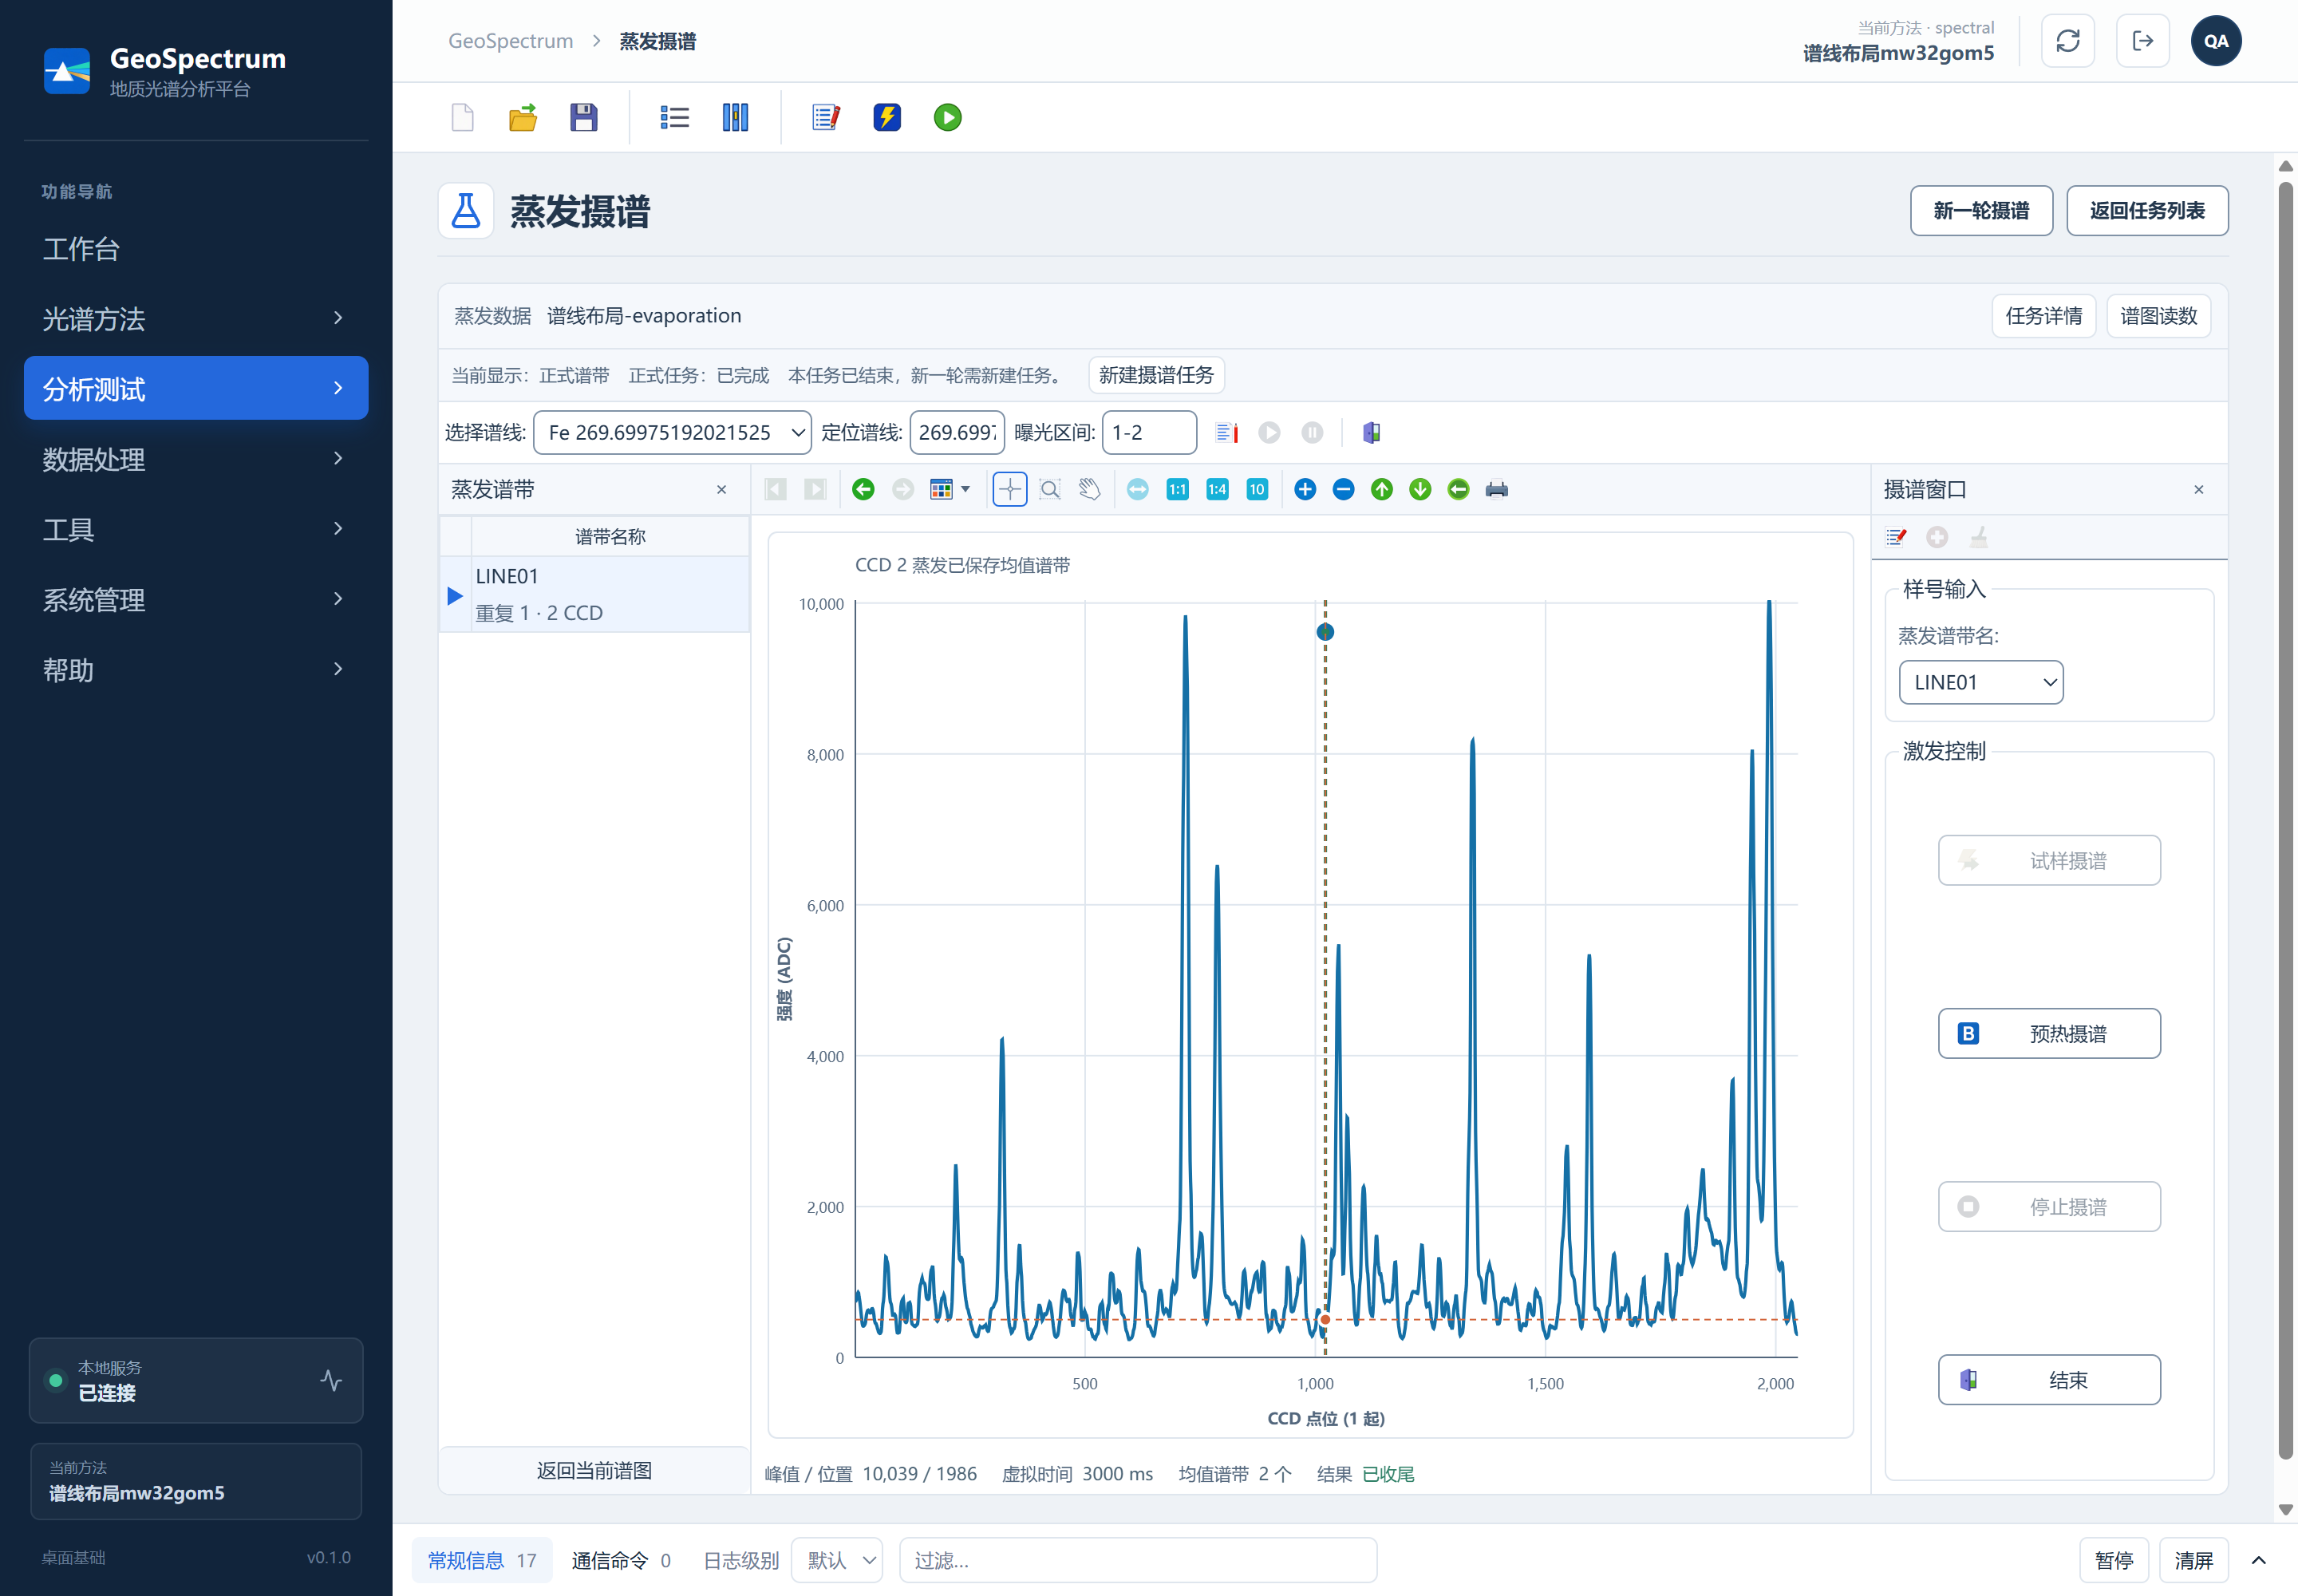 GeoSpectrum
地质光谱分析平台
功能导航
工作台
光谱方法
分析测试
数据处理
工具
系统管理
帮助
本地服务
已连接
当前方法
谱线布局mw32gom5
桌面基础 v0.1.0
GeoSpectrum > 蒸发摄谱
当前方法 · spectral
谱线布局mw32gom5
QA
蒸发摄谱
新一轮摄谱
返回任务列表
蒸发数据 谱线布局-evaporation
任务详情
谱图读数
当前显示：正式谱带 正式任务：已完成 本任务已结束，新一轮需新建任务。
新建摄谱任务
选择谱线: Fe 269.69975192021525 定位谱线: 269.699 曝光区间: 1-2
蒸发谱带 ×
谱带名称
LINE01
重复 1 · 2 CCD
返回当前谱图
1:1 1:4 10
CCD 2 蒸发已保存均值谱带
10,000
8,000
6,000
4,000
2,000
0
强度 (ADC)
500 1,000 1,500 2,000
CCD 点位 (1 起)
峰值 / 位置 10,039 / 1986 虚拟时间 3000 ms 均值谱带 2 个 结果 已收尾
摄谱窗口 ×
样号输入
蒸发谱带名:
LINE01
激发控制
试样摄谱
B 预热摄谱
停止摄谱
结束
常规信息 17 通信命令 0 日志级别 默认 过滤...
暂停 清屏